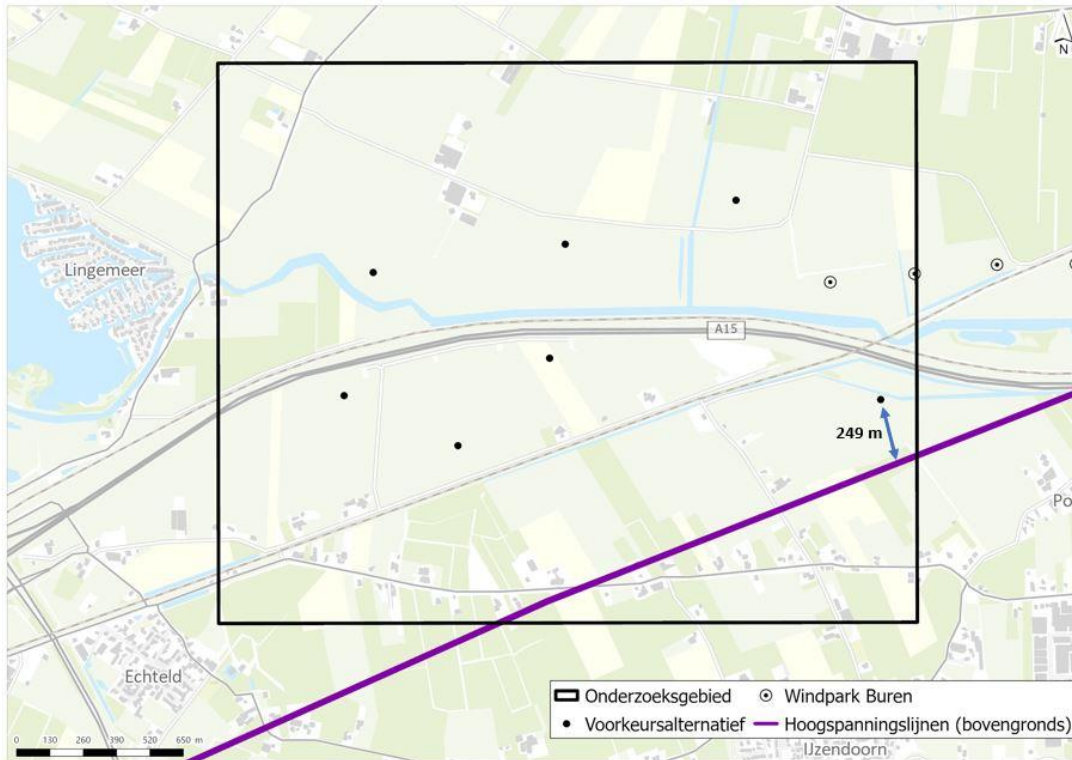 N
Lingemeer
A15
249 m
Po
Echteld
Onderzoeksgebied
Windpark Buren
Voorkeursalternatief
Hoogspanningslijnen (bovengronds)
IJzendoorn
0 130 260 390 520 650 m